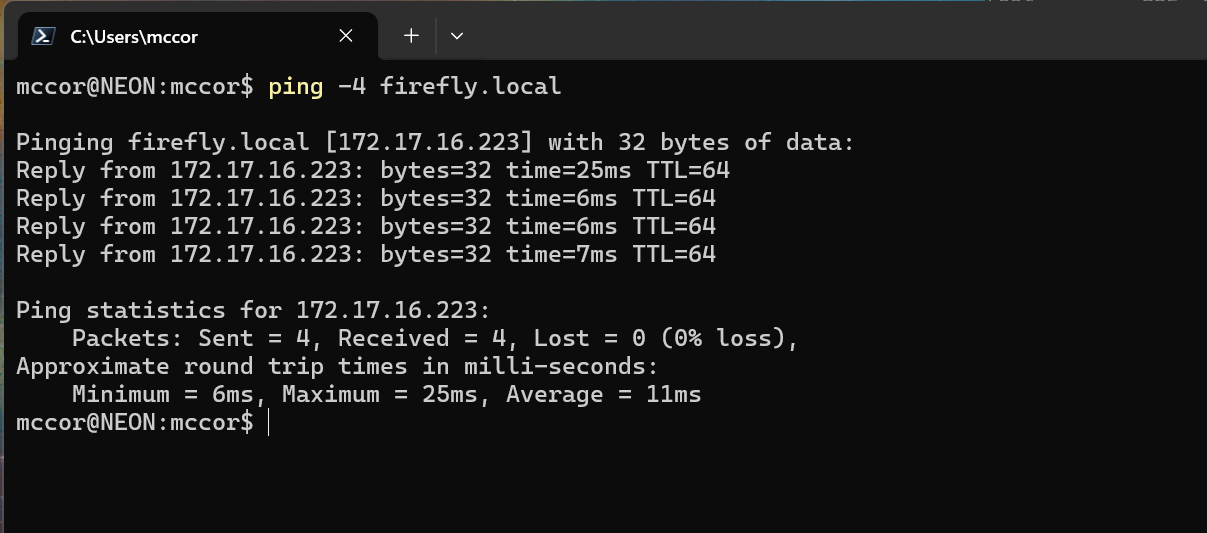 C:\Users\mccor
mccor@NEON:mccor$ ping -4 firefly.local
Pinging firefly.local [172.17.16.223] with 32 bytes of data:
Reply from 172.17.16.223: bytes=32 time=25ms TTL=64
Reply from 172.17.16.223: bytes=32 time=6ms TTL=64
Reply from 172.17.16.223: bytes=32 time=6ms TTL=64
Reply from 172.17.16.223: bytes=32 time=7ms TTL=64
Ping statistics for 172.17.16.223:
    Packets: Sent = 4, Received = 4, Lost = 0 (0% loss),
Approximate round trip times in milli-seconds:
    Minimum = 6ms, Maximum = 25ms, Average = 11ms
mccor@NEON:mccor$